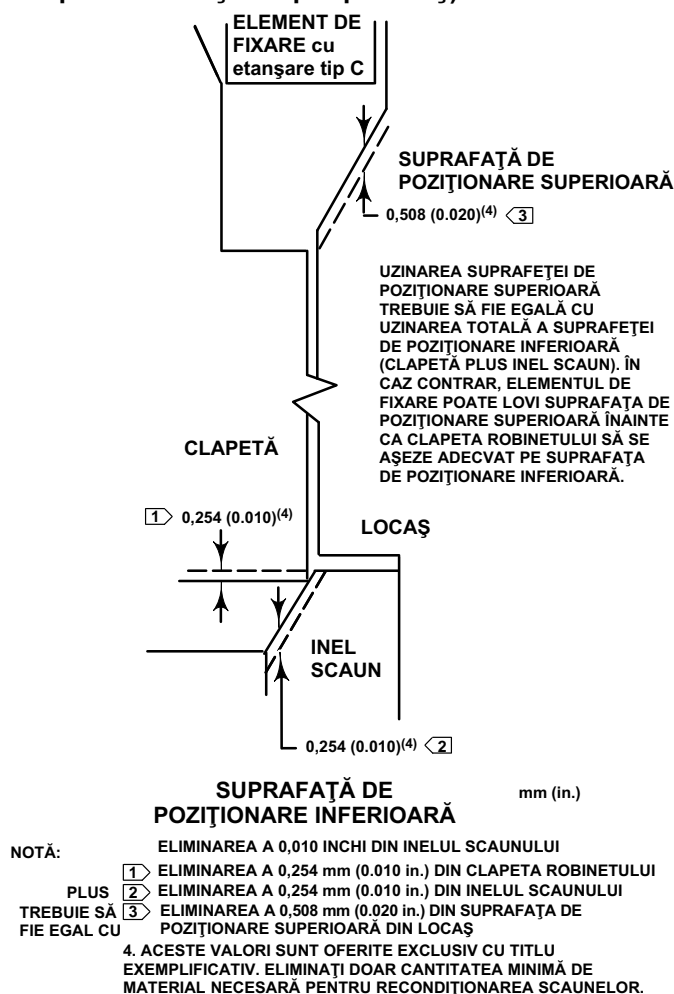 ELEMENT DE
FIXARE cu
etanşare tip C
SUPRAFAŢĂ DE
POZIŢIONARE SUPERIOARĂ
0,508 (0.020)(4) 3
UZINAREA SUPRAFEŢEI DE
POZIŢIONARE SUPERIOARĂ
TREBUIE SĂ FIE EGALĂ CU
UZINAREA TOTALĂ A SUPRAFEŢEI
DE POZIŢIONARE INFERIOARĂ
(CLAPETĂ PLUS INEL SCAUN). ÎN
CAZ CONTRAR, ELEMENTUL DE
FIXARE POATE LOVI SUPRAFAŢA DE
POZIŢIONARE SUPERIOARĂ ÎNAINTE
CA CLAPETA ROBINETULUI SĂ SE
AŞEZE ADECVAT PE SUPRAFAŢA
DE POZIŢIONARE INFERIOARĂ.
CLAPETĂ
1 0,254 (0.010)(4)
LOCAŞ
INEL
SCAUN
0,254 (0.010)(4) 2
SUPRAFAŢĂ DE
POZIŢIONARE INFERIOARĂ
mm (in.)
NOTĂ:
ELIMINAREA A 0,010 INCHI DIN INELUL SCAUNULUI
1 ELIMINAREA A 0,254 mm (0.010 in.) DIN CLAPETA ROBINETULUI
PLUS 2 ELIMINAREA A 0,254 mm (0.010 in.) DIN INELUL SCAUNULUI
TREBUIE SĂ 3 ELIMINAREA A 0,508 mm (0.020 in.) DIN SUPRAFAŢA DE
FIE EGAL CU POZIŢIONARE SUPERIOARĂ DIN LOCAŞ
4. ACESTE VALORI SUNT OFERITE EXCLUSIV CU TITLU
EXEMPLIFICATIV. ELIMINAŢI DOAR CANTITATEA MINIMĂ DE
MATERIAL NECESARĂ PENTRU RECONDIŢIONAREA SCAUNELOR.